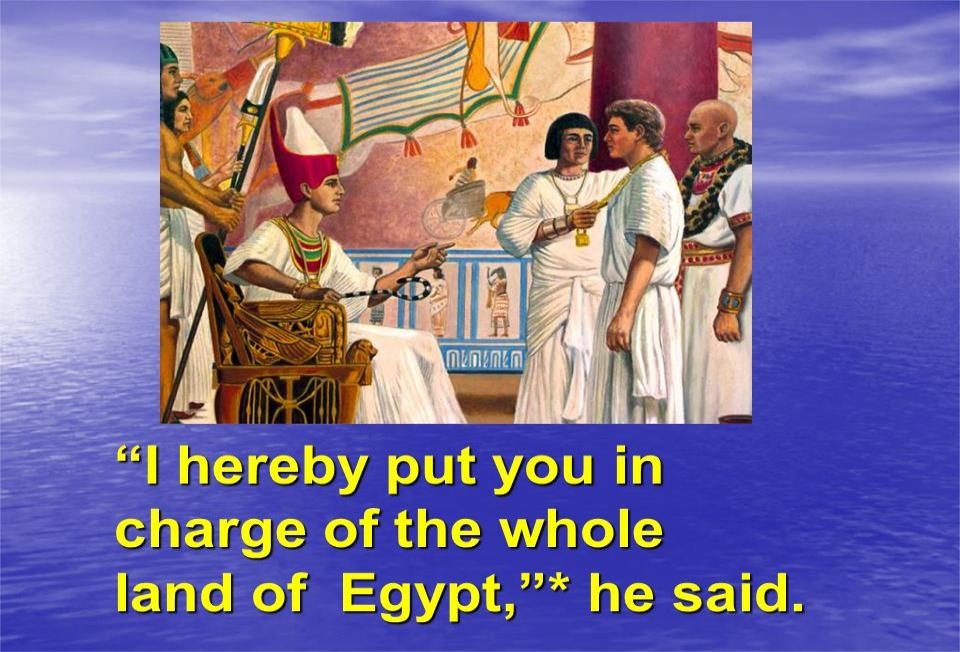 “I hereby put you in
charge of the whole
land of  Egypt,”* he said.